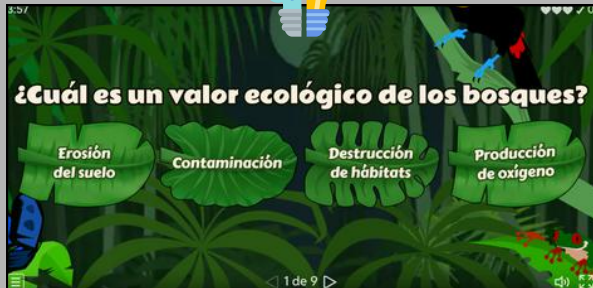 3:57
¿Cuál es un valor ecológico de los bosques?
Erosión
del suelo
Contaminación
Destrucción
de hábitats
Producción
de oxígeno
1 de 9